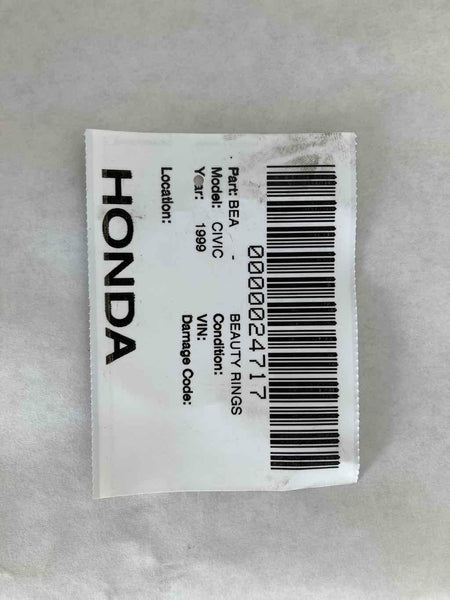 0000024717
Part: BEA - BEAUTY RINGS
Model: CIVIC Condition:
Year: 1999 VIN:
Damage Code:
Location:
HONDA